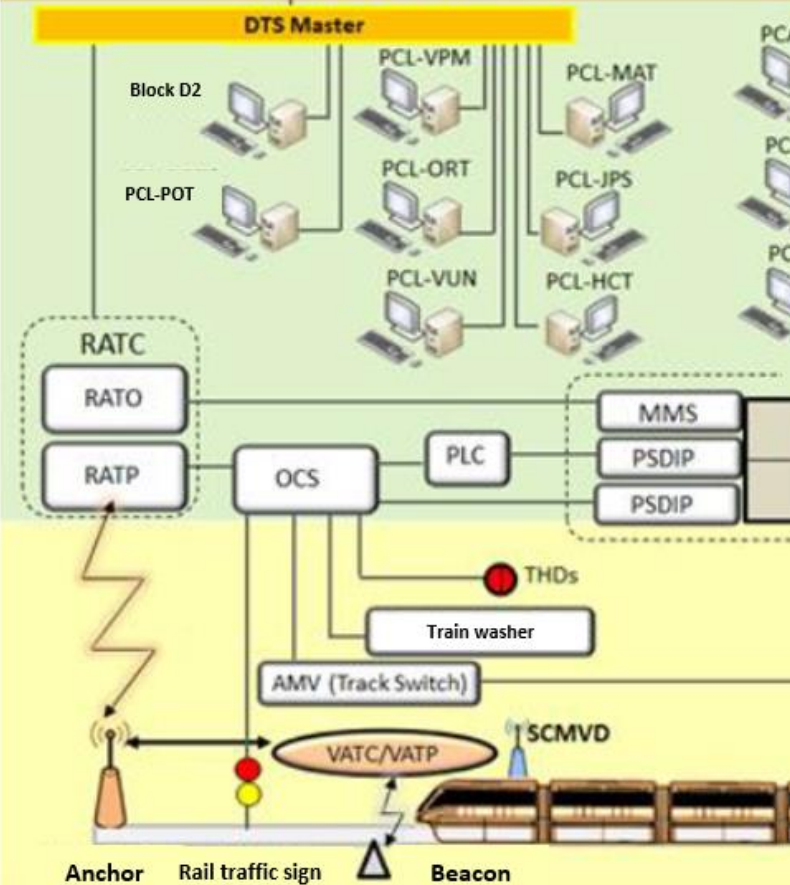 DTS Master
Block D2
PCL-VPM
PCL-MAT
PCL-POT
PCL-ORT
PCL-JPS
PCL-VUN
PCL-HCT
RATC
RATO
RATP
OCS
PLC
MMS
PSDIP
PSDIP
THDs
Train washer
AMV (Track Switch)
SCMVD
VATC/VATP
Anchor
Rail traffic sign
Beacon